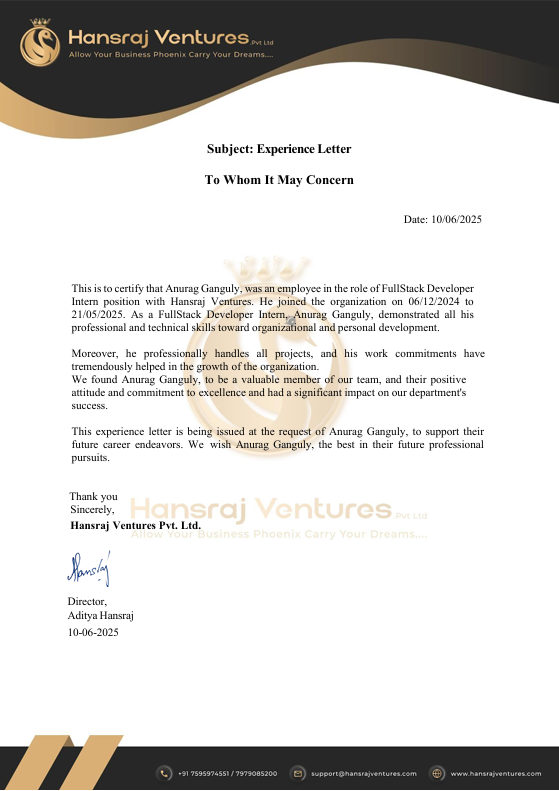 Hansraj Ventures.Pvt Ltd
Allow Your Business Phoenix Carry Your Dreams....
Subject: Experience Letter
To Whom It May Concern
Date: 10/06/2025
This is to certify that Anurag Ganguly, was an employee in the role of FullStack Developer
Intern position with Hansraj Ventures. He joined the organization on 06/12/2024 to
21/05/2025. As a FullStack Developer Intern, Anurag Ganguly, demonstrated all his
professional and technical skills toward organizational and personal development.
Moreover, he professionally handles all projects, and his work commitments have
tremendously helped in the growth of the organization.
We found Anurag Ganguly, to be a valuable member of our team, and their positive
attitude and commitment to excellence and had a significant impact on our department's
success.
This experience letter is being issued at the request of Anurag Ganguly, to support their
future career endeavors. We wish Anurag Ganguly, the best in their future professional
pursuits.
Thank you
Sincerely,
Hansraj Ventures.Pvt Ltd
Hansraj Ventures Pvt. Ltd.
Allow Your Business Phoenix Carry Your Dreams....
Hansraj
Director,
Aditya Hansraj
10-06-2025
+91 7595974551 / 7979085200
support@hansrajventures.com
www.hansrajventures.com